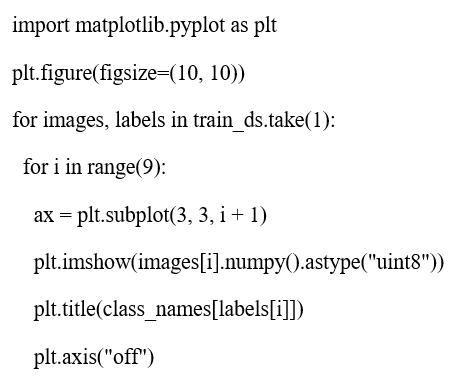 import matplotlib.pyplot as plt
plt.figure(figsize=(10, 10))
for images, labels in train_ds.take(1):
for i in range(9):
ax = plt.subplot(3, 3, i + 1)
plt.imshow(images[i].numpy().astype("uint8"))
plt.title(class_names[labels[i]])
plt.axis("off")